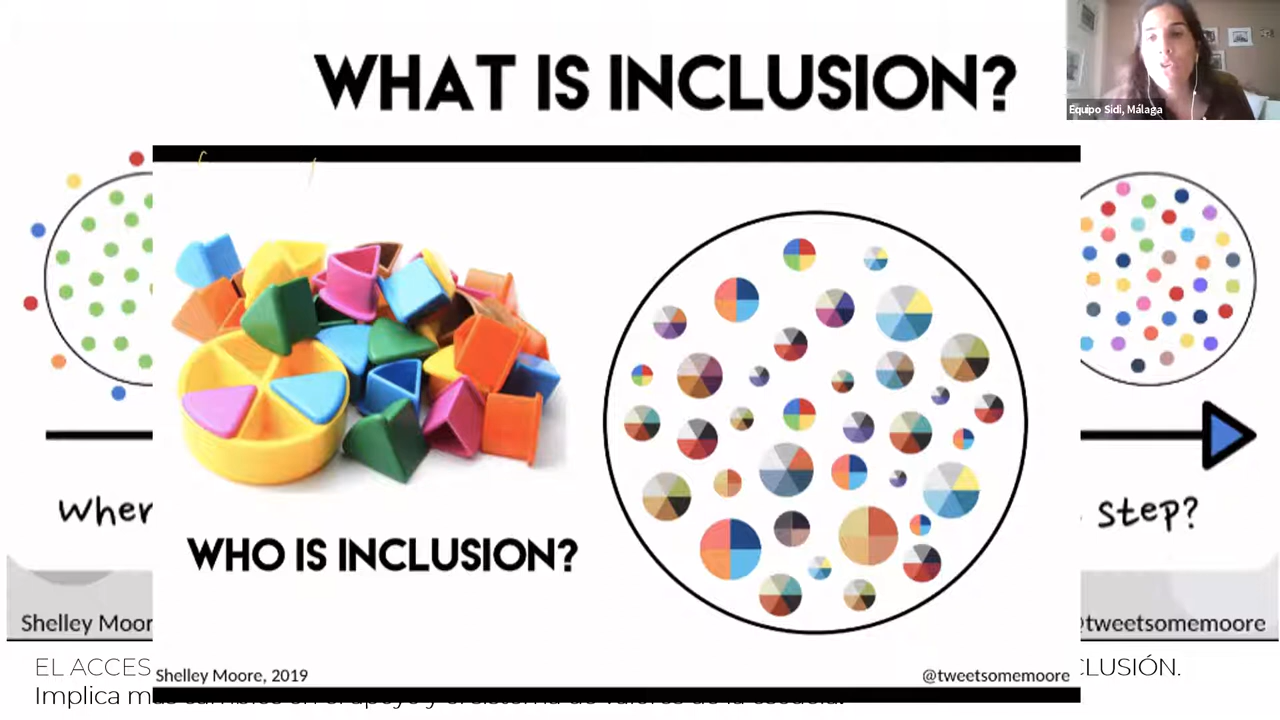 WHAT IS INCLUSION?
Equipo Sidi, Málaga
step?
WHO IS INCLUSION?
Shelley Moor
@tweetsomemoore
Shelley Moore, 2019
@tweetsomemoore
EL ACCES
CLUSIÓN.
Implica